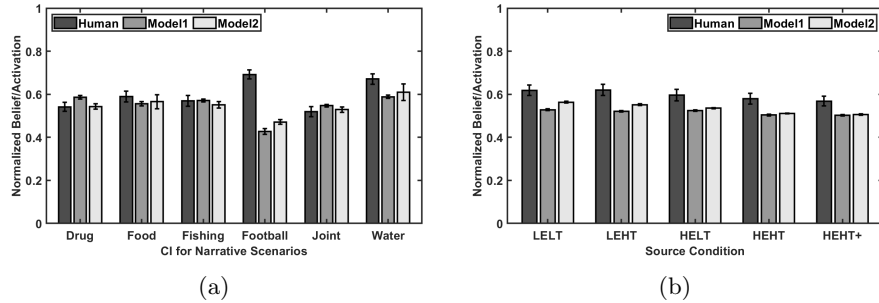 Human Model1 Model2
1
0.8
0.6
0.4
0.2
0
Normalized Belief/Activation
Drug Food Fishing Football Joint Water
CI for Narrative Scenarios
(a)
Human Model1 Model2
1
0.8
0.6
0.4
0.2
0
Normalized Belief/Activation
LELT LEHT HELT HEHT HEHT+
Source Condition
(b)